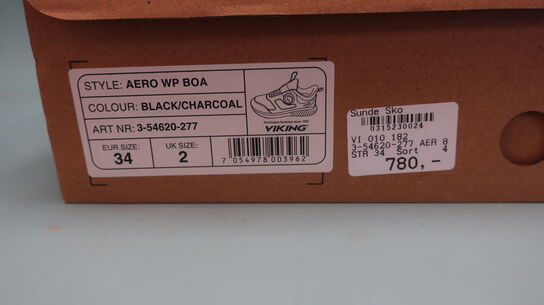 STYLE: AERO WP BOA
COLOUR: BLACK/CHARCOAL
ART NR: 3-54620-277
EUR SIZE: UK SIZE:
34 2
VIKING
7 054978 003962
Sunde Sko
0315230024
VI 010 182
3-54620-277 AER 8
STR 34 Sort 4
780,-